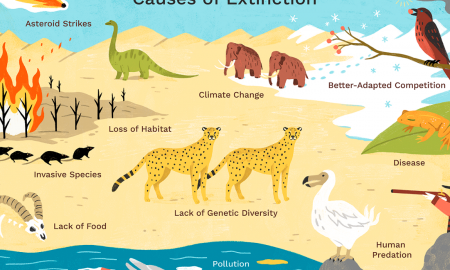 Causes of Extinction
Asteroid Strikes
Climate Change
Better-Adapted Competition
Loss of Habitat
Disease
Invasive Species
Lack of Genetic Diversity
Lack of Food
Human
Predation
Pollution